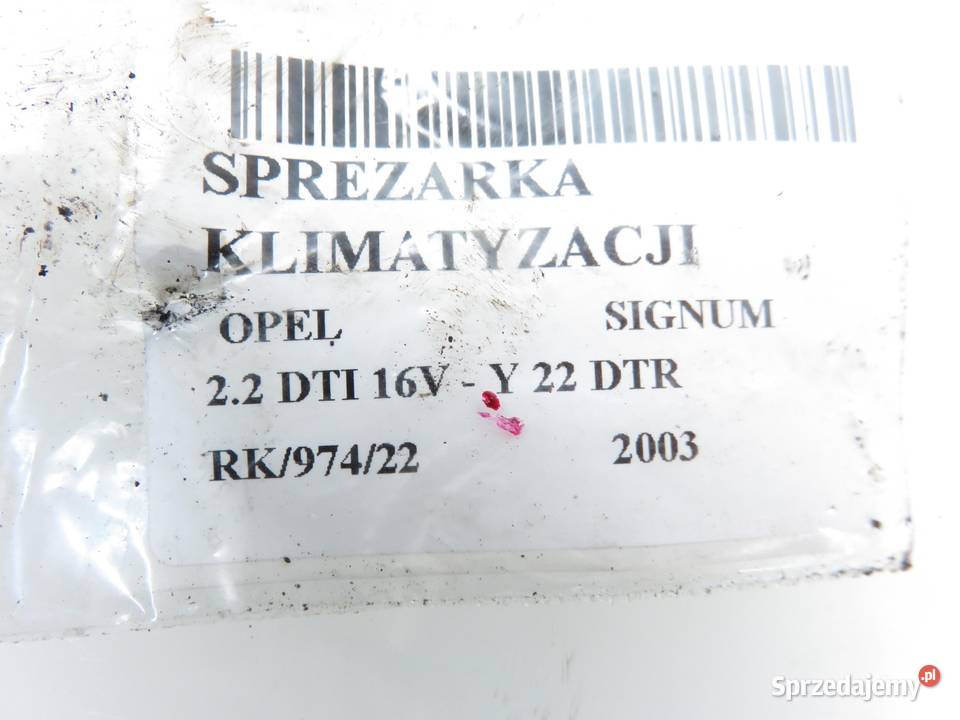 SPREZARKA
KLIMATYZACJI
OPEL SIGNUM
2.2 DTI 16V - Y 22 DTR
RK/974/22 2003
Sprzedajemy.pl